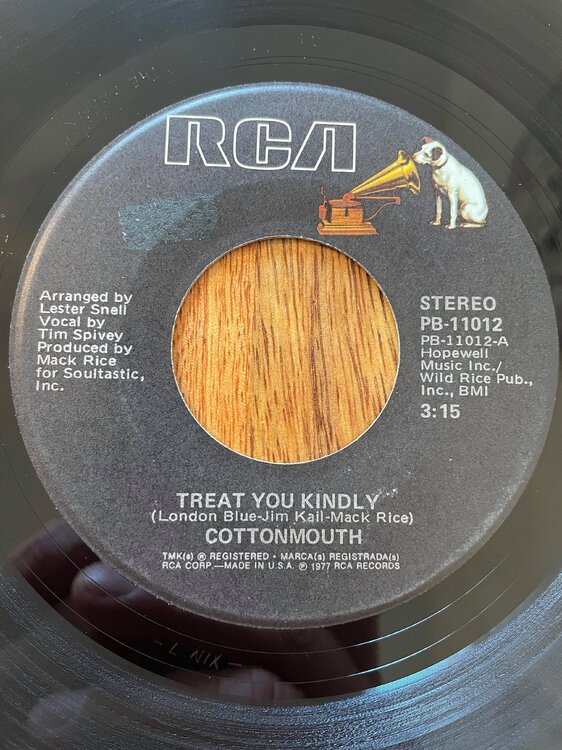 RCA
Arranged by
Lester Snell
Vocal by
Tim Spivey
Produced by
Mack Rice
for Soultastic,
Inc.
STEREO
PB-11012
PB-11012-A
Hopewell
Music Inc./
Wild Rice Pub.,
Inc., BMI
3:15
TREAT YOU KINDLY
(London Blue-Jim Kail-Mack Rice)
COTTONMOUTH
TMK(s) ® REGISTERED • MARCA(s) REGISTRADA(s)
RCA CORP.—MADE IN U.S.A. ℗ 1977 RCA RECORDS
L NIX